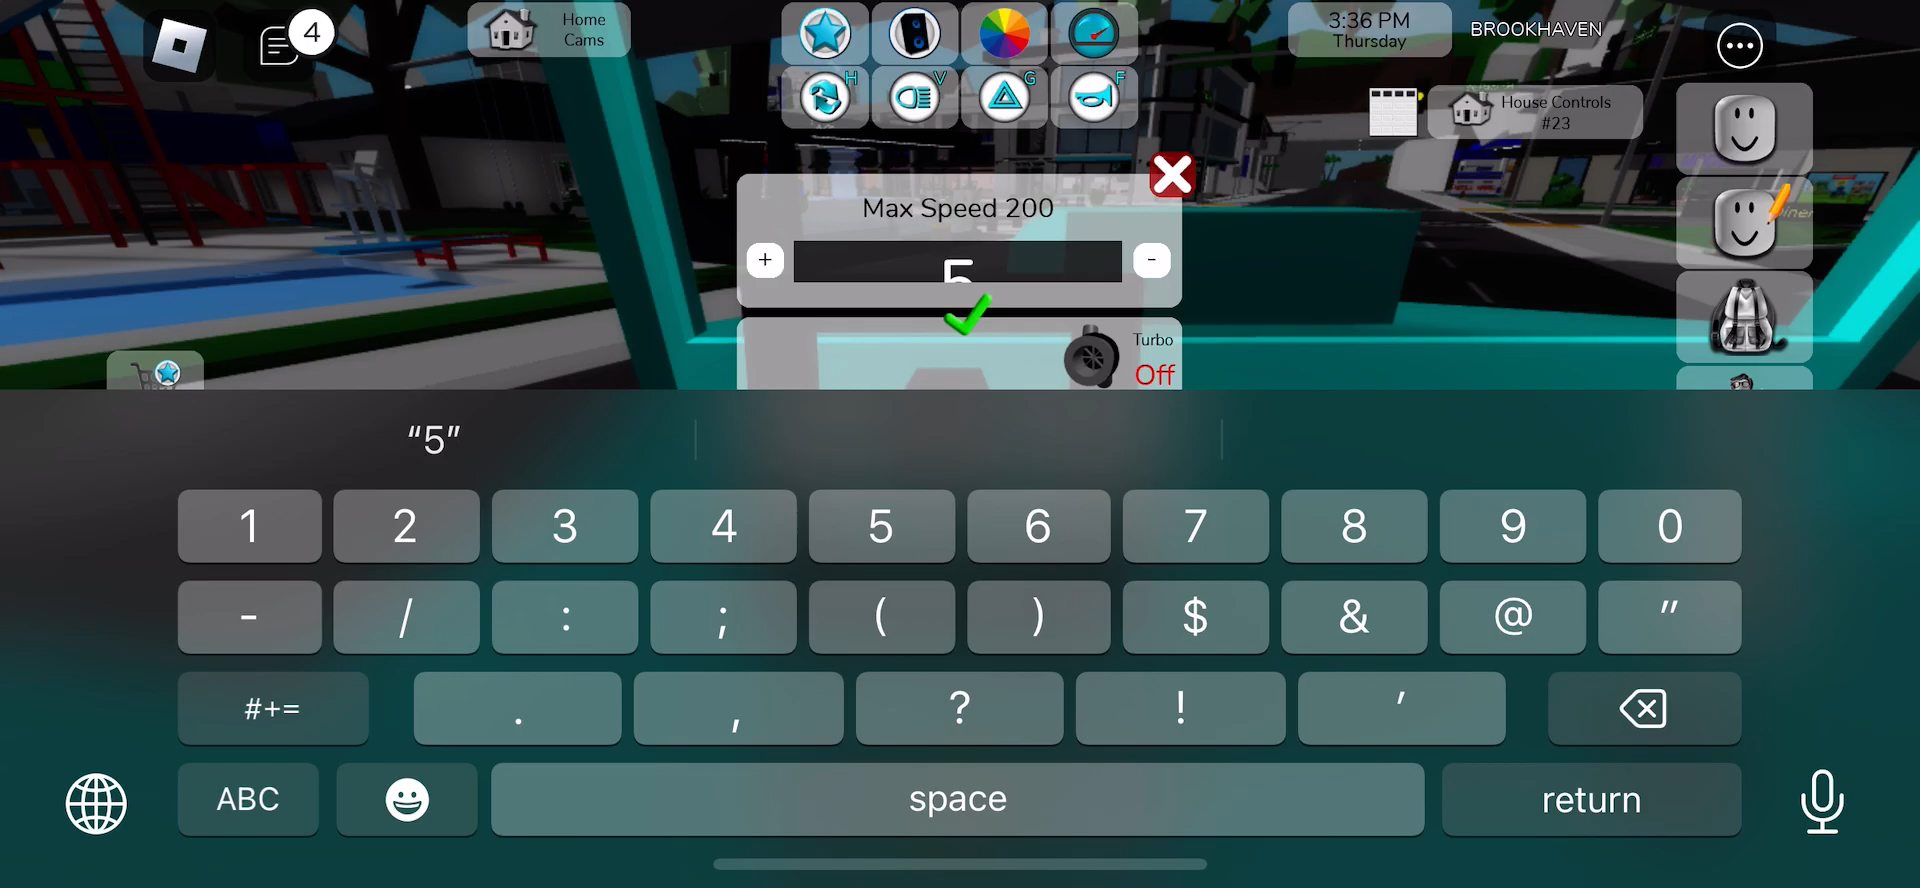 4
Home
Cams
H
V
G
F
3:36 PM
Thursday
BROOKHAVEN
House Controls
#23
Max Speed 200
+
5
-
Turbo
Off
“5”
1 2 3 4 5 6 7 8 9 0
- / : ; ( ) $ & @ "
#+= . , ? ! '
ABC space return